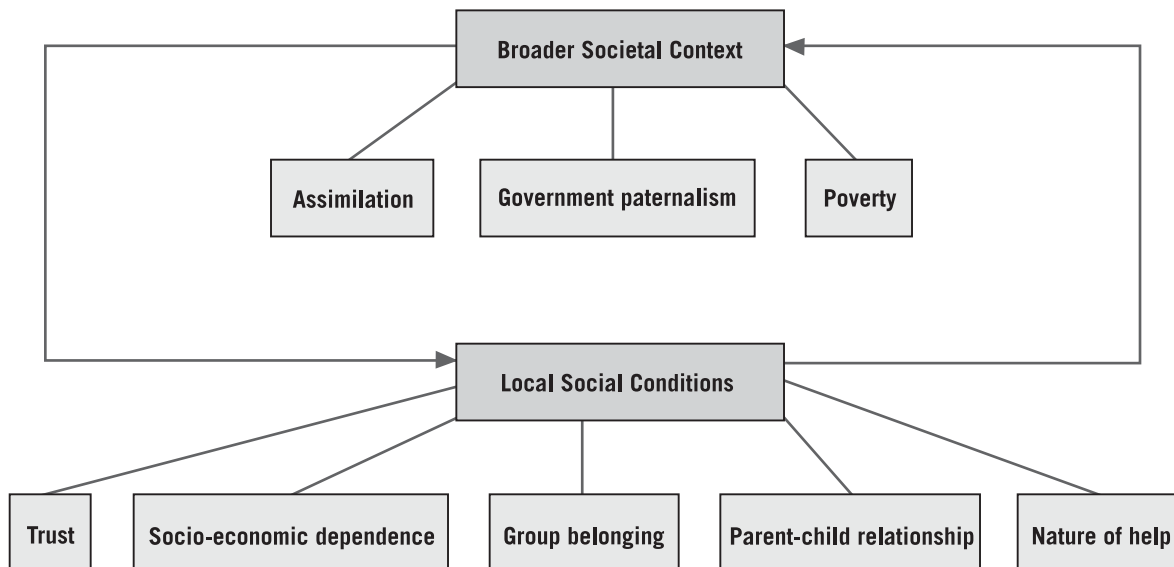 Broader Societal Context
Assimilation
Government paternalism
Poverty
Local Social Conditions
Trust
Socio-economic dependence
Group belonging
Parent-child relationship
Nature of help